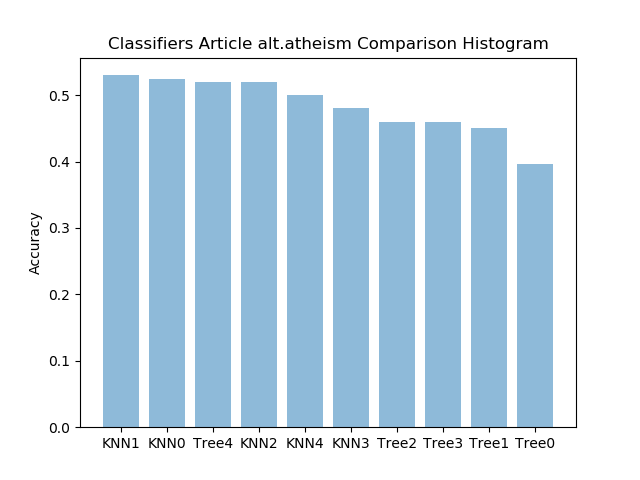 Classifiers Article alt.atheism Comparison Histogram
Accuracy
0.5
0.4
0.3
0.2
0.1
0.0
KNN1 KNN0 Tree4 KNN2 KNN4 KNN3 Tree2 Tree3 Tree1 Tree0